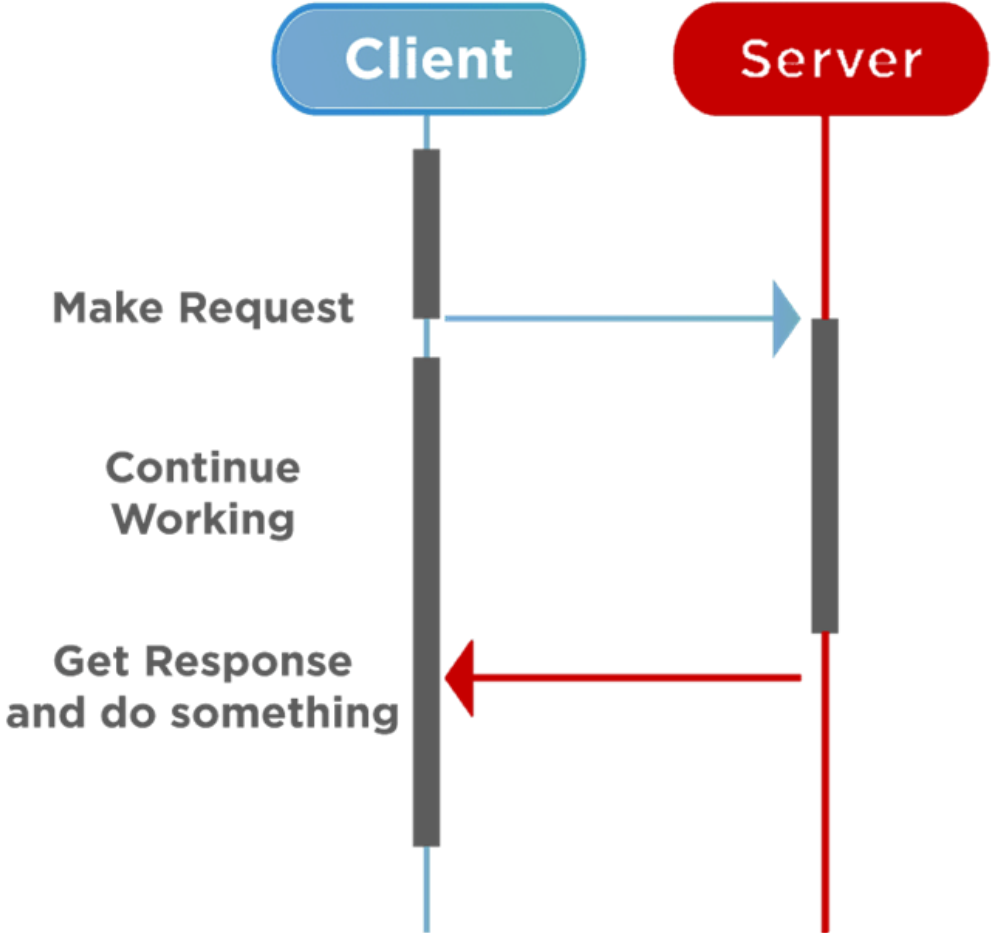 Client
Server
Make Request
Continue
Working
Get Response
and do something